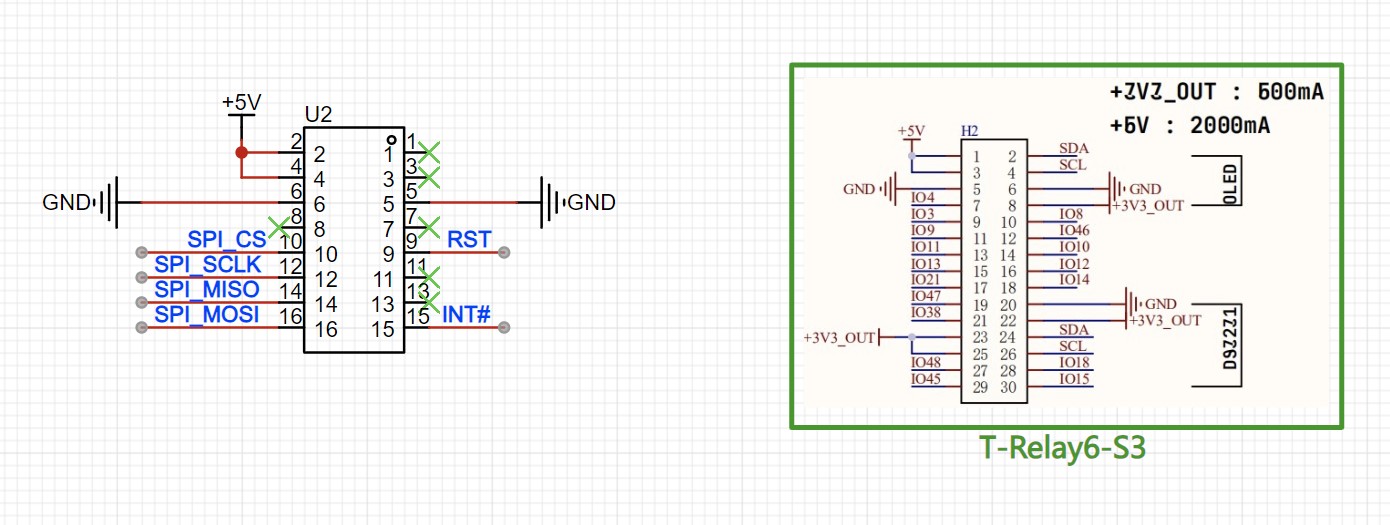 +5V
U2
2 2 1 1
4 4 3 3
GND 6 6 5 5 GND
8 8 7 7
SPI_CS 10 10 9 9 RST
SPI_SCLK 12 12 11 11
SPI_MISO 14 14 13 13
SPI_MOSI 16 16 15 15 INT#
+3V3_OUT : 500mA
+5V : 2000mA
+5V H2
1 2 SDA
3 4 SCL
GND 5 6 GND
IO4 7 8 +3V3_OUT
OLED
IO3 9 10 IO8
IO9 11 12 IO46
IO11 13 14 IO10
IO13 15 16 IO12
IO21 17 18 IO14
IO47 19 20 GND
IO38 21 22 +3V3_OUT
+3V3_OUT 23 24 SDA
25 26 SCL
IO48 27 28 IO18
IO45 29 30 IO15
DS3231
T-Relay6-S3